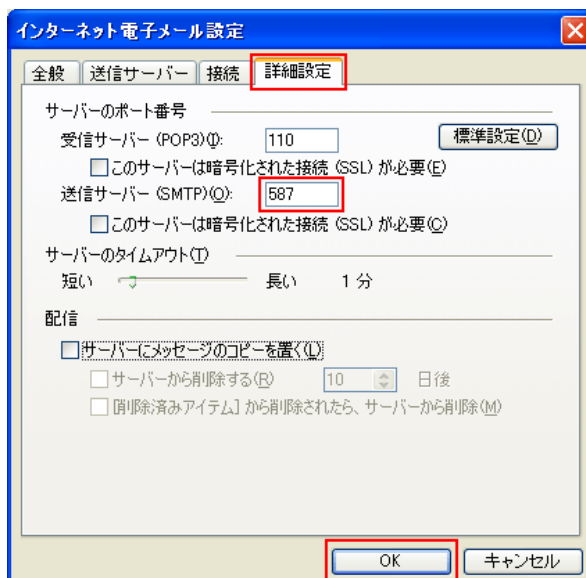 インターネット電子メール設定
全般 送信サーバー 接続 詳細設定
サーバーのポート番号
受信サーバー (POP3)(I): 110 標準設定(D)
このサーバーは暗号化された接続 (SSL) が必要(E)
送信サーバー (SMTP)(O): 587
このサーバーは暗号化された接続 (SSL) が必要(C)
サーバーのタイムアウト(T)
短い 長い 1 分
配信
サーバーにメッセージのコピーを置く(L)
サーバーから削除する(R) 10 日後
[削除済みアイテム] から削除されたら、サーバーから削除(M)
OK キャンセル